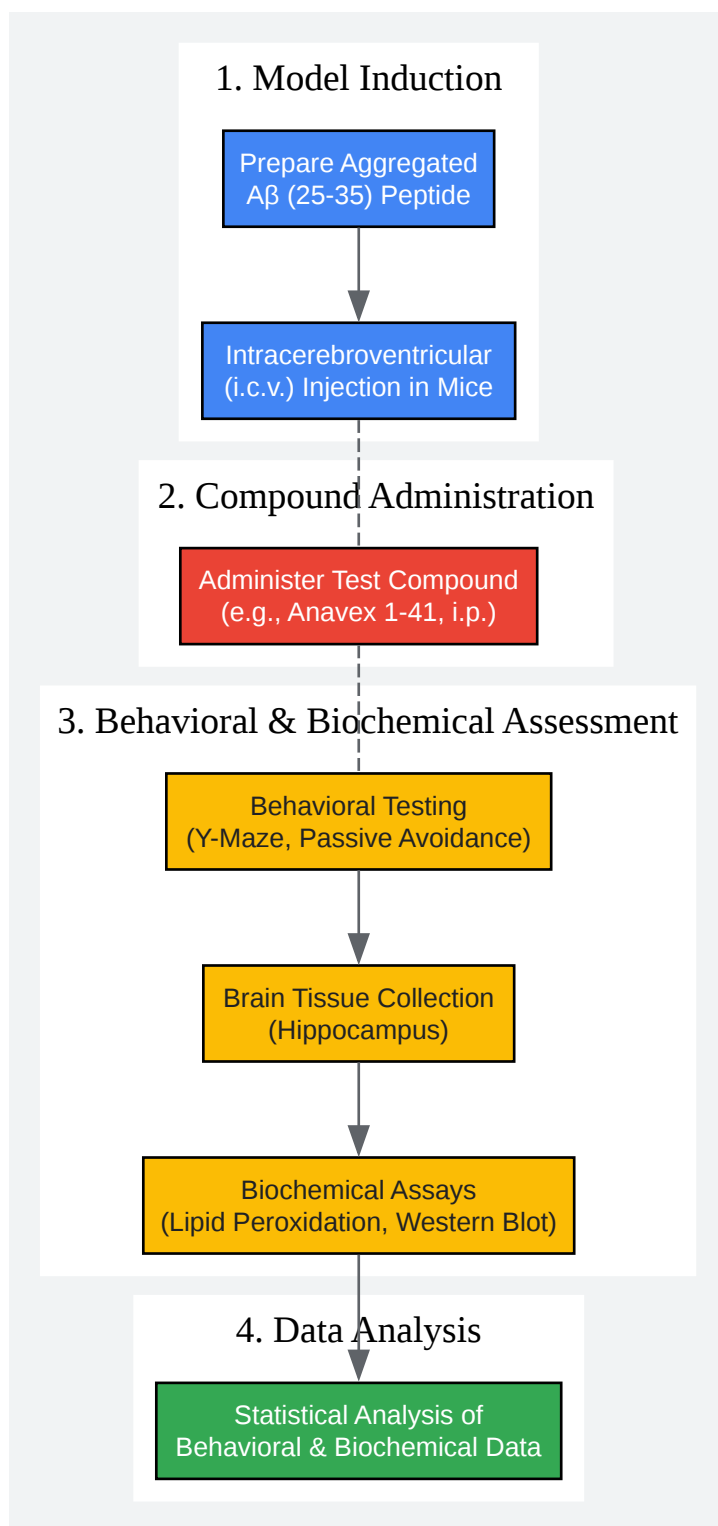 1. Model Induction
Prepare Aggregated
Aβ (25-35) Peptide
Intracerebroventricular
(i.c.v.) Injection in Mice
2. Compound Administration
Administer Test Compound
(e.g., Anavex 1-41, i.p.)
3. Behavioral & Biochemical Assessment
Behavioral Testing
(Y-Maze, Passive Avoidance)
Brain Tissue Collection
(Hippocampus)
Biochemical Assays
(Lipid Peroxidation, Western Blot)
4. Data Analysis
Statistical Analysis of
Behavioral & Biochemical Data